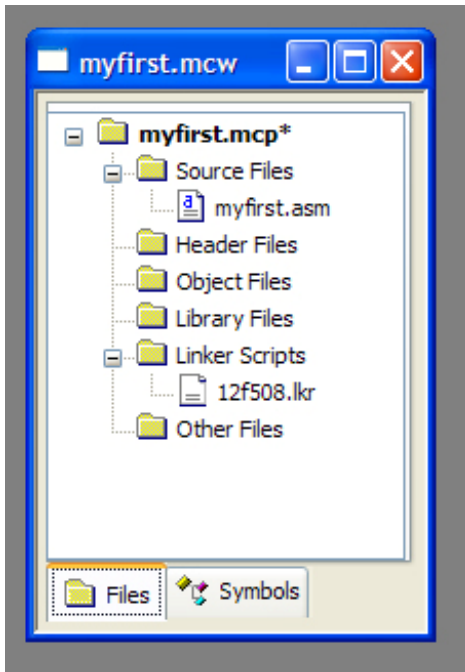 myfirst.mcw
myfirst.mcp*
Source Files
myfirst.asm
Header Files
Object Files
Library Files
Linker Scripts
12f508.lkr
Other Files
Files Symbols